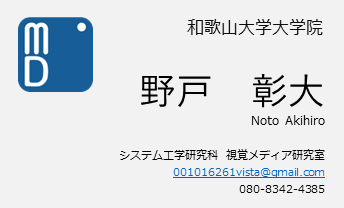 mD
和歌山大学大学院
野戸　彰大
Noto Akihiro
システム工学研究科 視覚メディア研究室
001016261vista@gmail.com
080-8342-4385